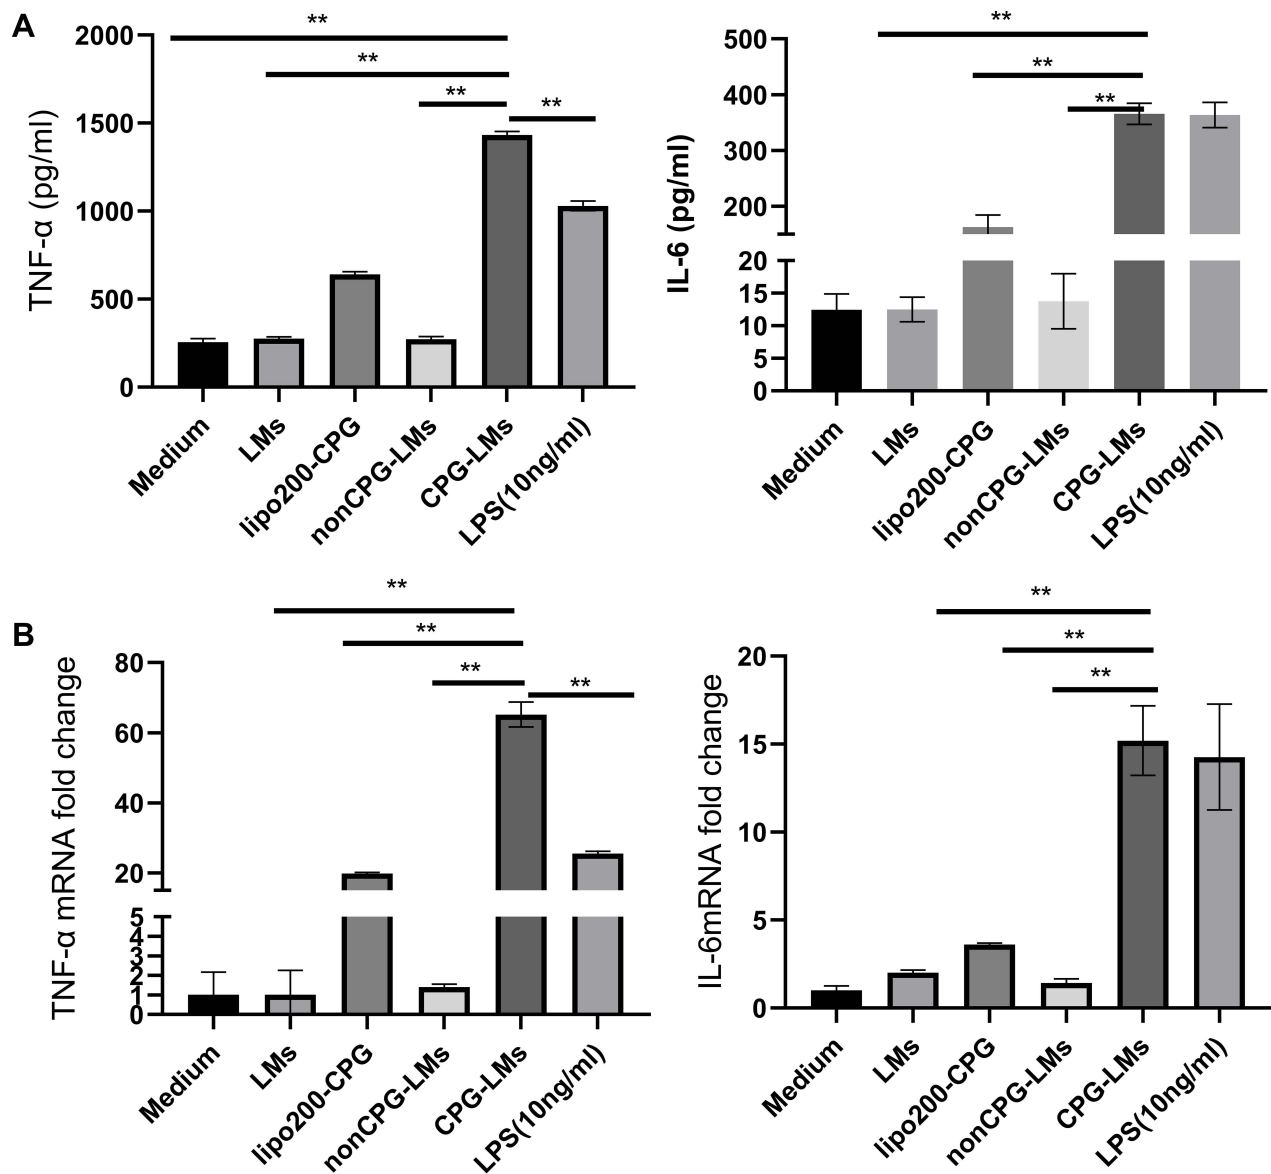 A
TNF-α (pg/ml)
2000
1500
1000
500
0
**
**
**
**
Medium
LMs
lipo200-CPG
nonCPG-LMs
CPG-LMs
LPS(10ng/ml)
IL-6 (pg/ml)
500
400
300
200
20
15
10
5
0
**
**
**
Medium
LMs
lipo200-CPG
nonCPG-LMs
CPG-LMs
LPS(10ng/ml)
B
TNF-α mRNA fold change
80
60
40
20
5
4
3
2
1
0
**
**
**
**
Medium
LMs
lipo200-CPG
nonCPG-LMs
CPG-LMs
LPS(10ng/ml)
IL-6mRNA fold change
20
15
10
5
0
**
**
**
Medium
LMs
lipo200-CPG
nonCPG-LMs
CPG-LMs
LPS(10ng/ml)